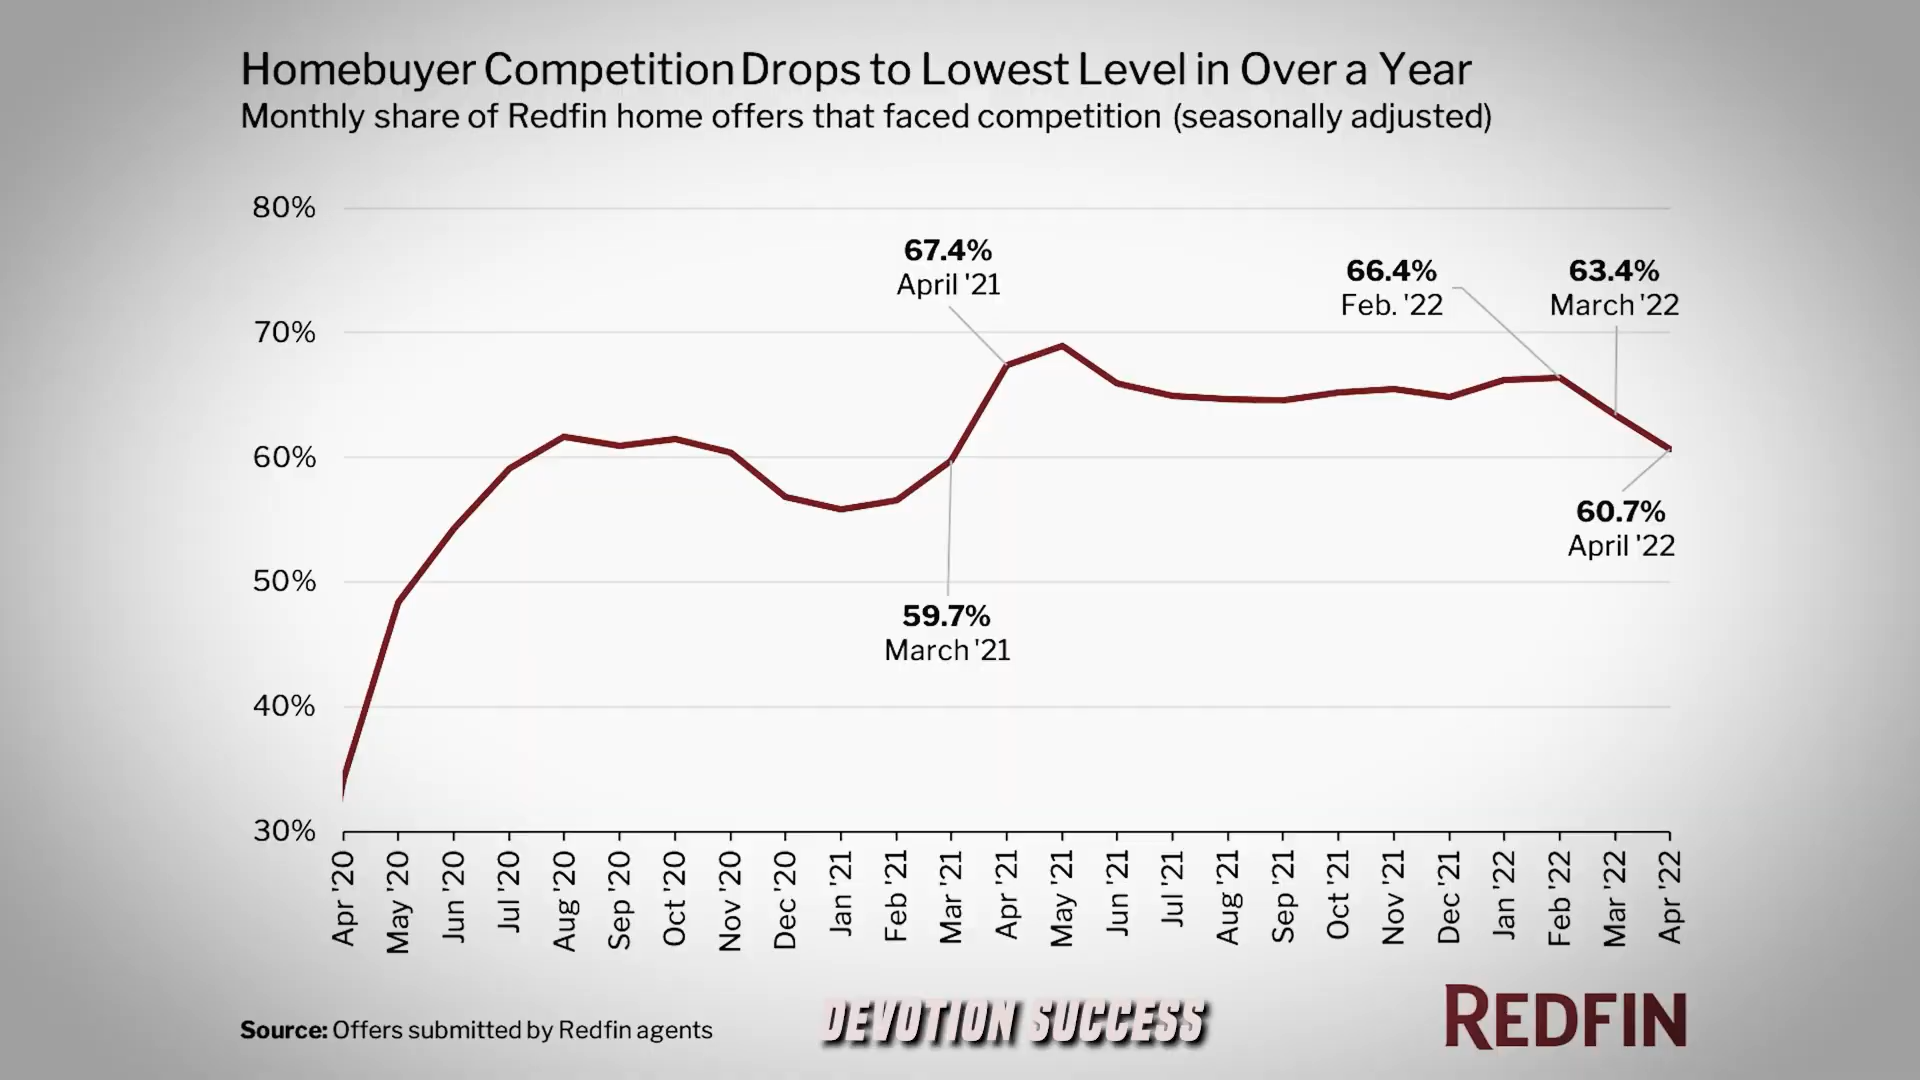 Homebuyer Competition Drops to Lowest Level in Over a Year
Monthly share of Redfin home offers that faced competition (seasonally adjusted)
80%
70%
60%
50%
40%
30%
67.4%
April '21
66.4%
Feb. '22
63.4%
March '22
60.7%
April '22
59.7%
March '21
Apr '20
May '20
Jun '20
Jul '20
Aug '20
Sep '20
Oct '20
Nov '20
Dec '20
Jan '21
Feb '21
Mar '21
Apr '21
May '21
Jun '21
Jul '21
Aug '21
Sep '21
Oct '21
Nov '21
Dec '21
Jan '22
Feb '22
Mar '22
Apr '22
Source: Offers submitted by Redfin agents
DEVOTION SUCCESS
REDFIN